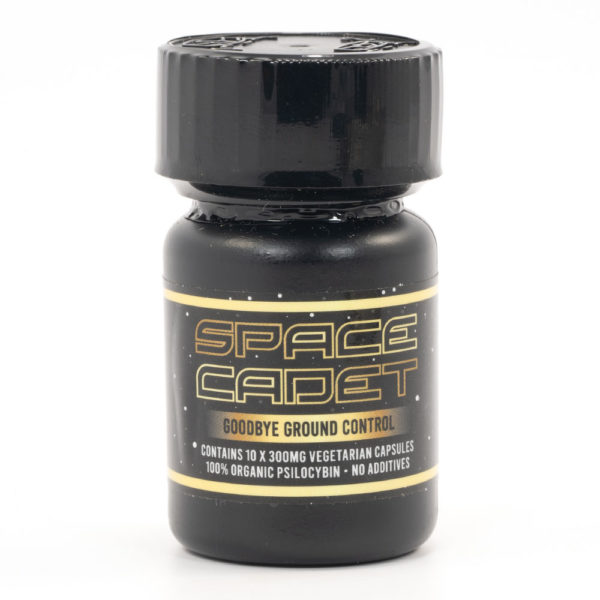 SPACE
CADET
GOODBYE GROUND CONTROL
CONTAINS 10 X 300MG VEGETARIAN CAPSULES
100% ORGANIC PSILOCYBIN - NO ADDITIVES